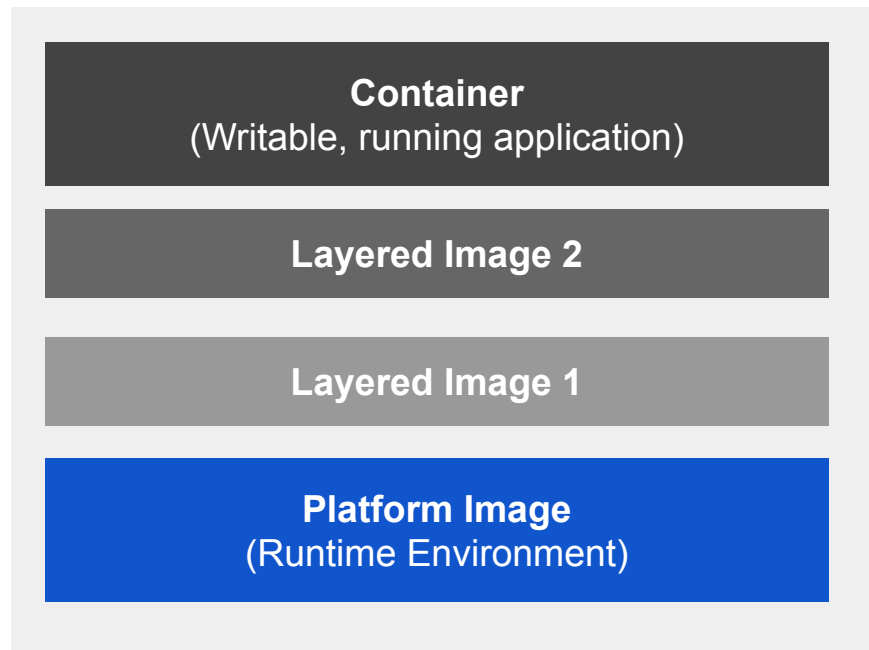 Container
(Writable, running application)
Layered Image 2
Layered Image 1
Platform Image
(Runtime Environment)